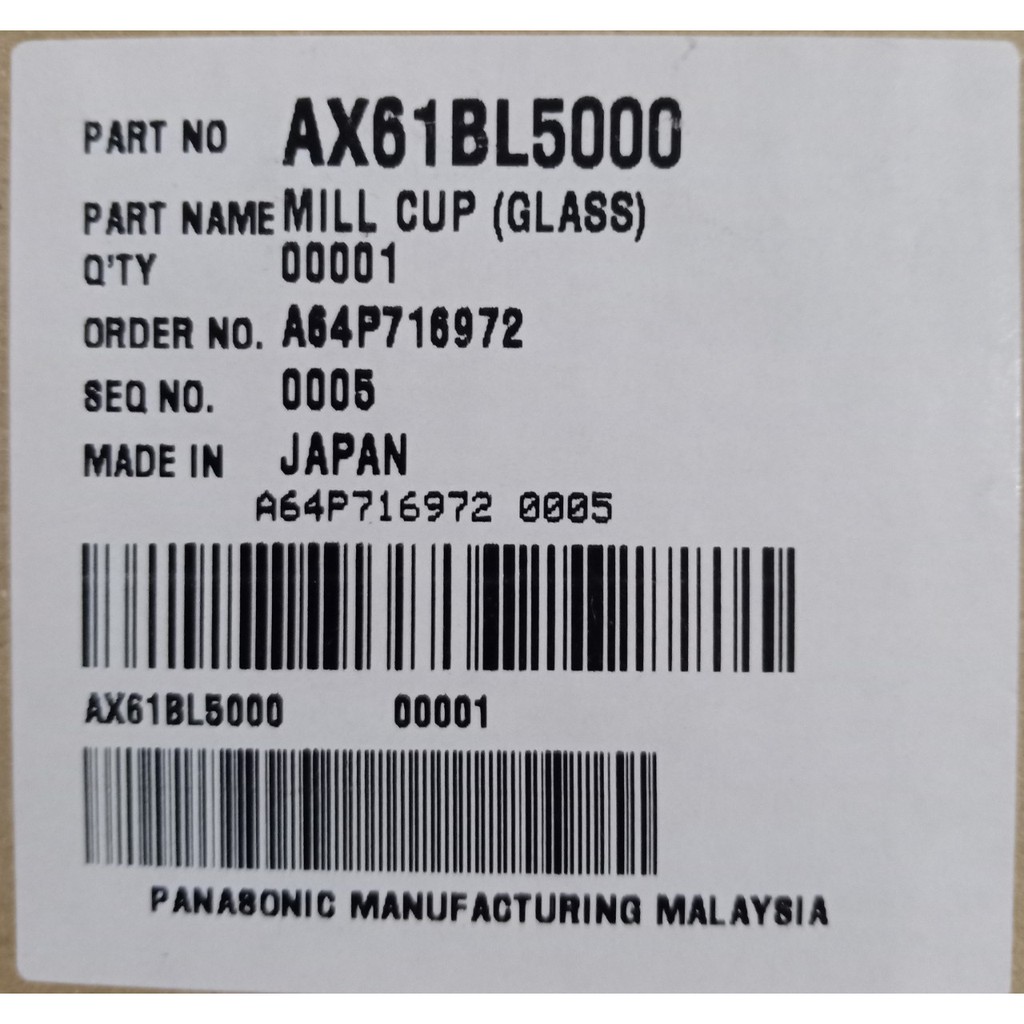 PART NO AX61BL5000
PART NAME MILL CUP (GLASS)
Q'TY 00001
ORDER NO. A64P716972
SEQ NO. 0005
MADE IN JAPAN
A64P716972 0005
AX61BL5000 00001
PANASONIC MANUFACTURING MALAYSIA